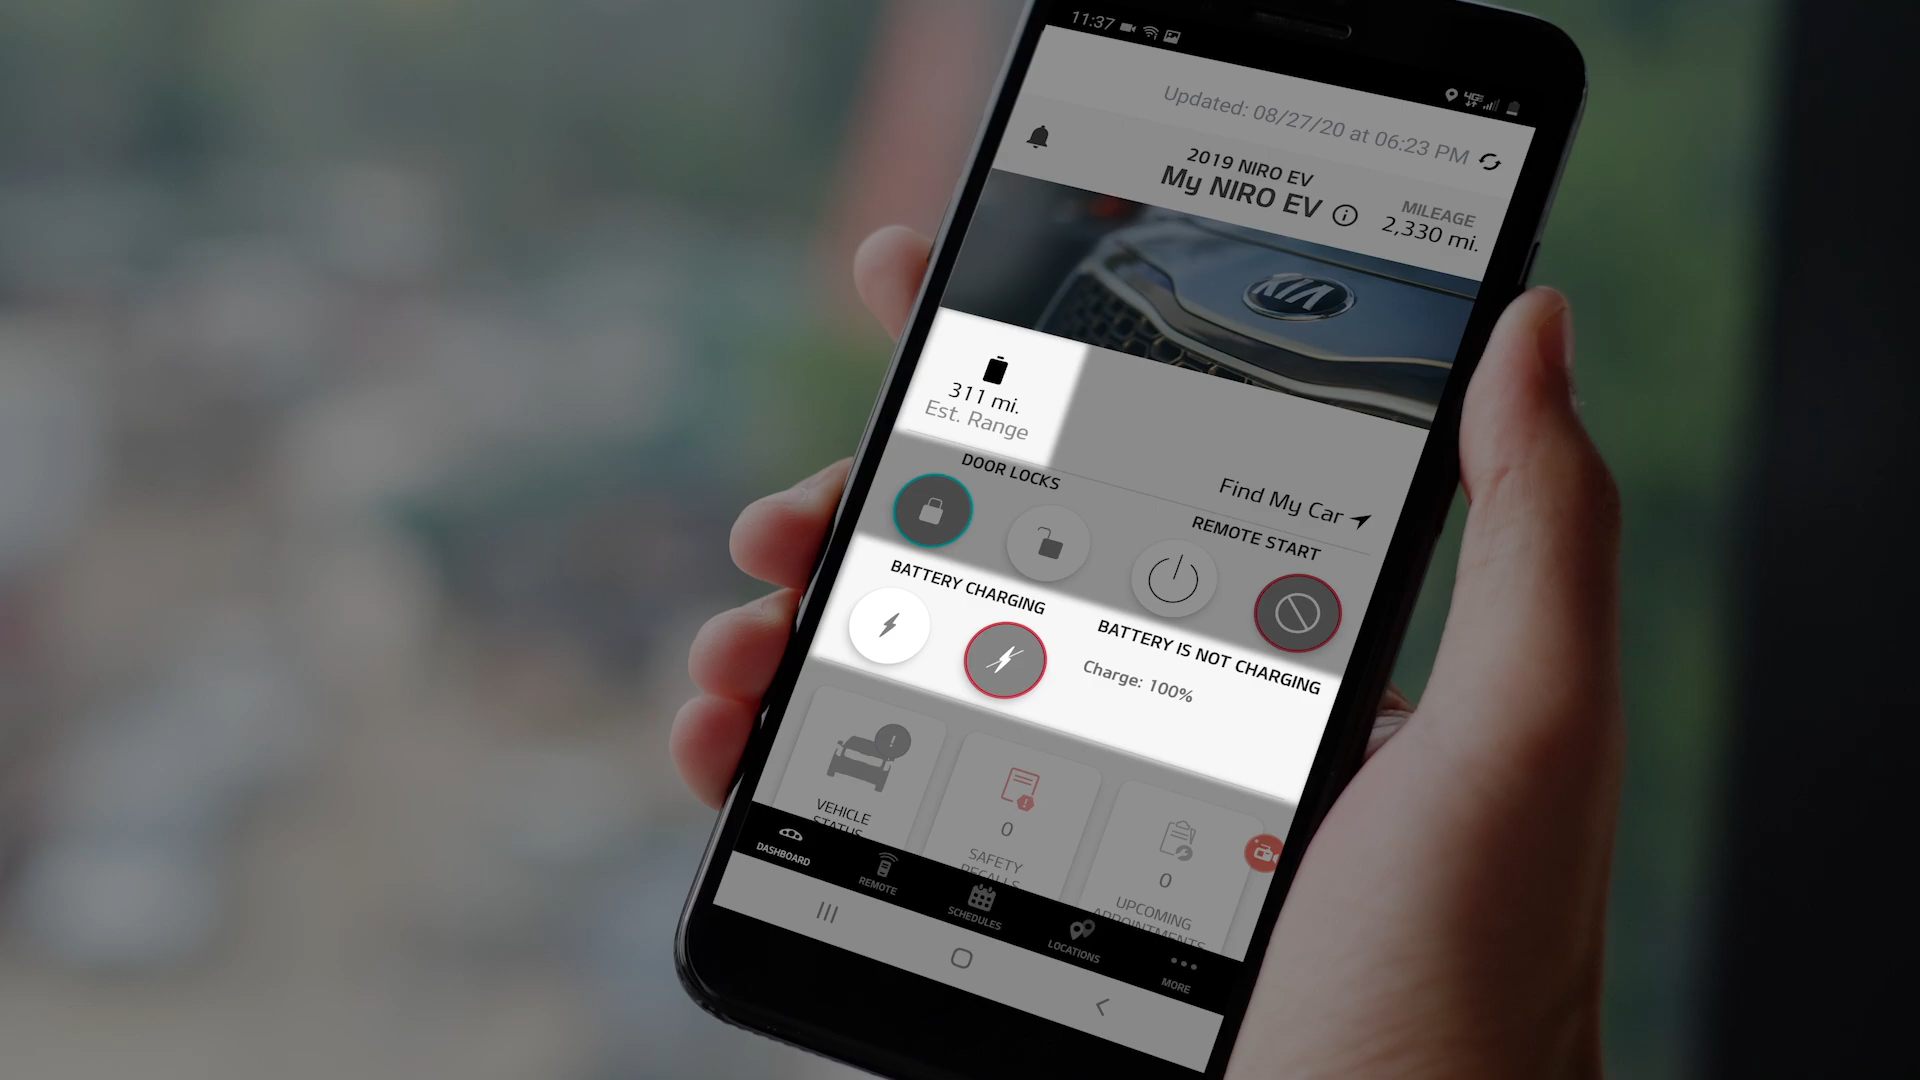 11:37
4GE
Updated: 08/27/20 at 06:23 PM
2019 NIRO EV
My NIRO EV
MILEAGE
2,330 mi.
KIA
311 mi.
Est. Range
Find My Car
DOOR LOCKS
REMOTE START
BATTERY CHARGING
BATTERY IS NOT CHARGING
Charge: 100%
VEHICLE
STATUS
0
SAFETY
RECALLS
0
UPCOMING
APPOINTMENTS
DASHBOARD
REMOTE
SCHEDULES
LOCATIONS
MORE